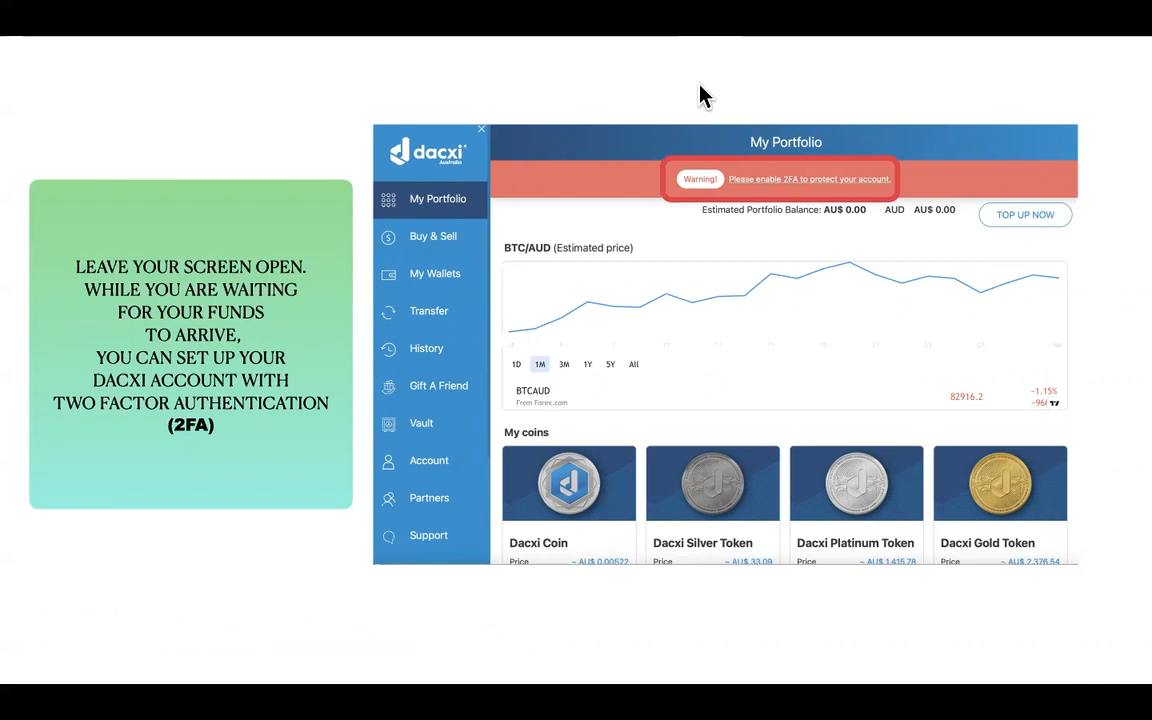 LEAVE YOUR SCREEN OPEN.
WHILE YOU ARE WAITING
FOR YOUR FUNDS
TO ARRIVE,
YOU CAN SET UP YOUR
DACXI ACCOUNT WITH
TWO FACTOR AUTHENTICATION
(2FA)
dacxi
Australia
My Portfolio
Buy & Sell
My Wallets
Transfer
History
Gift A Friend
Vault
Account
Partners
Support
My Portfolio
Warning! Please enable 2FA to protect your account.
Estimated Portfolio Balance: AU$ 0.00 AUD AU$ 0.00 TOP UP NOW
BTC/AUD (Estimated price)
1D 1M 3M 1Y 5Y All
BTCAUD 82916.2 −1.15%
From Forex.com
My coins
Dacxi Coin Dacxi Silver Token Dacxi Platinum Token Dacxi Gold Token
Price ~ AU$ 0.00522 Price ~ AU$ 33.09 Price ~ AU$ 1,415.78 Price ~ AU$ 2,376.54